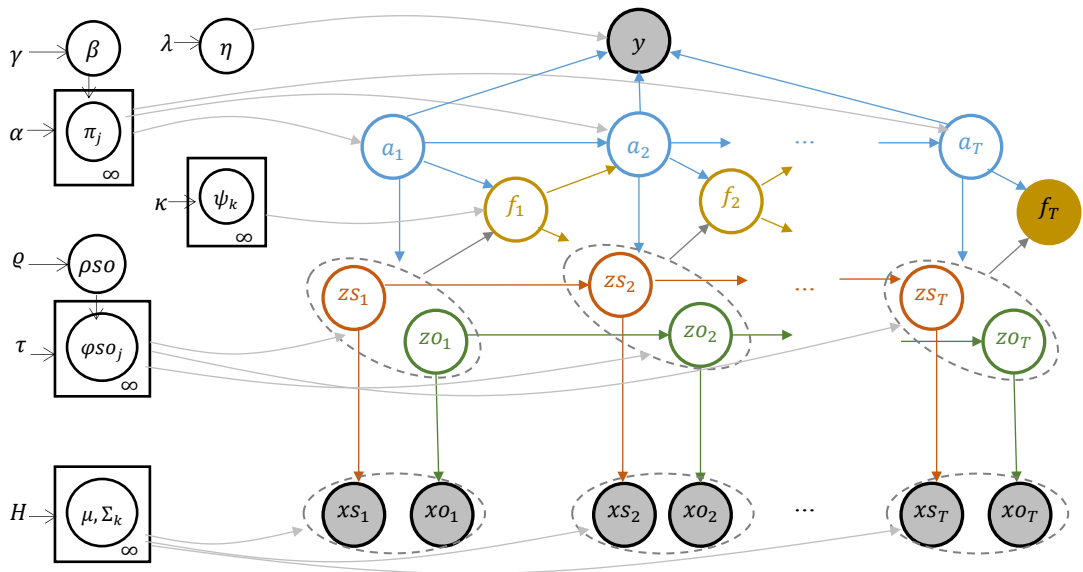 γ β λ η y
α π_j ∞ a_1 a_2 ... a_T
κ ψ_k ∞ f_1 f_2 f_T
ϱ ρso zs_1 zs_2 ... zs_T
τ φso_j ∞ zo_1 zo_2 zo_T
H μ, Σ_k ∞ xs_1 xo_1 xs_2 xo_2 ... xs_T xo_T